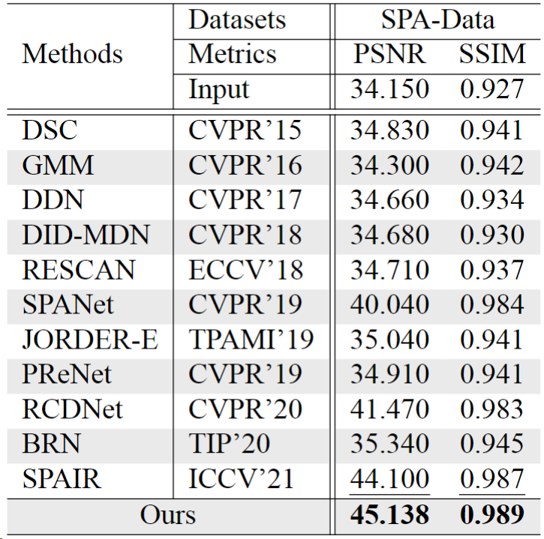 Methods Datasets SPA-Data
Metrics PSNR SSIM
Input 34.150 0.927
DSC CVPR’15 34.830 0.941
GMM CVPR’16 34.300 0.942
DDN CVPR’17 34.660 0.934
DID-MDN CVPR’18 34.680 0.930
RESCAN ECCV’18 34.710 0.937
SPANet CVPR’19 40.040 0.984
JORDER-E TPAMI’19 35.040 0.941
PReNet CVPR’19 34.910 0.941
RCDNet CVPR’20 41.470 0.983
BRN TIP’20 35.340 0.945
SPAIR ICCV’21 44.100 0.987
Ours 45.138 0.989